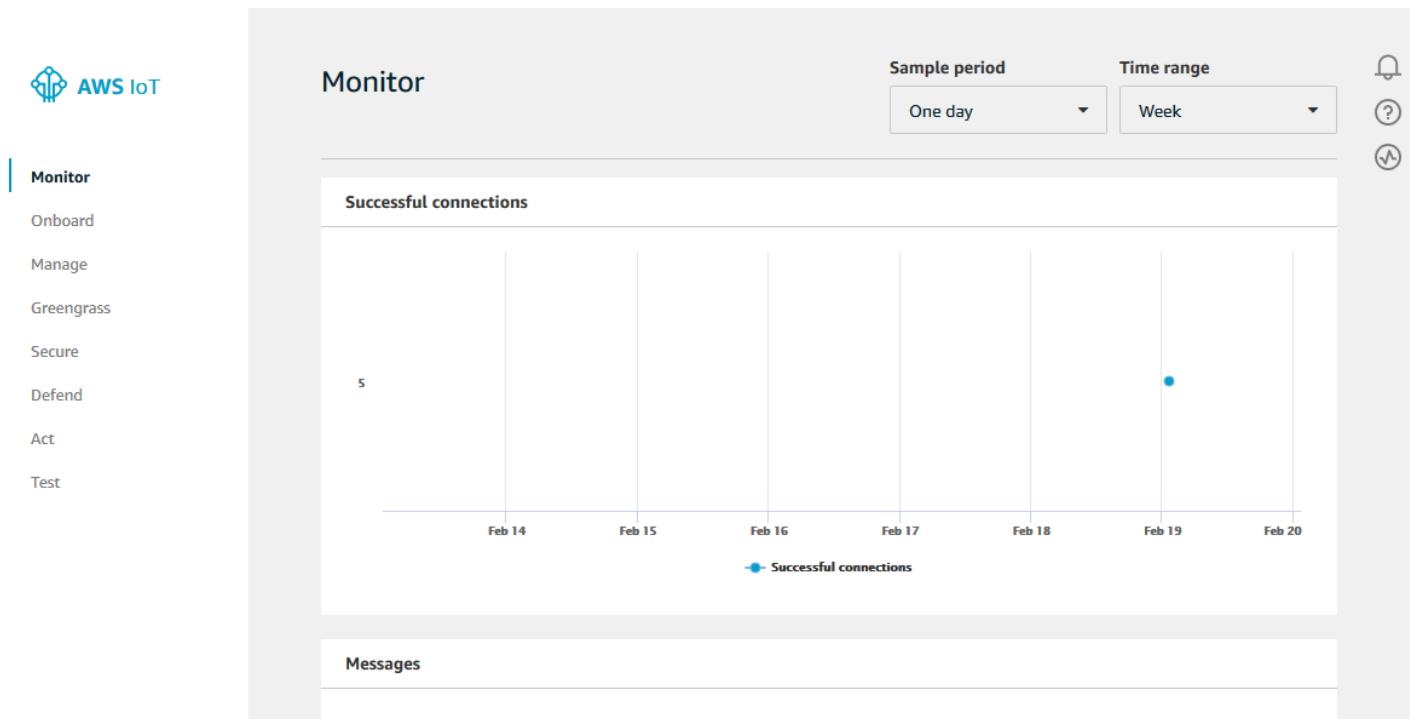 AWS IoT
Monitor
Onboard
Manage
Greengrass
Secure
Defend
Act
Test
Monitor
Sample period
One day
Time range
Week
Successful connections
5
Feb 14 Feb 15 Feb 16 Feb 17 Feb 18 Feb 19 Feb 20
Successful connections
Messages